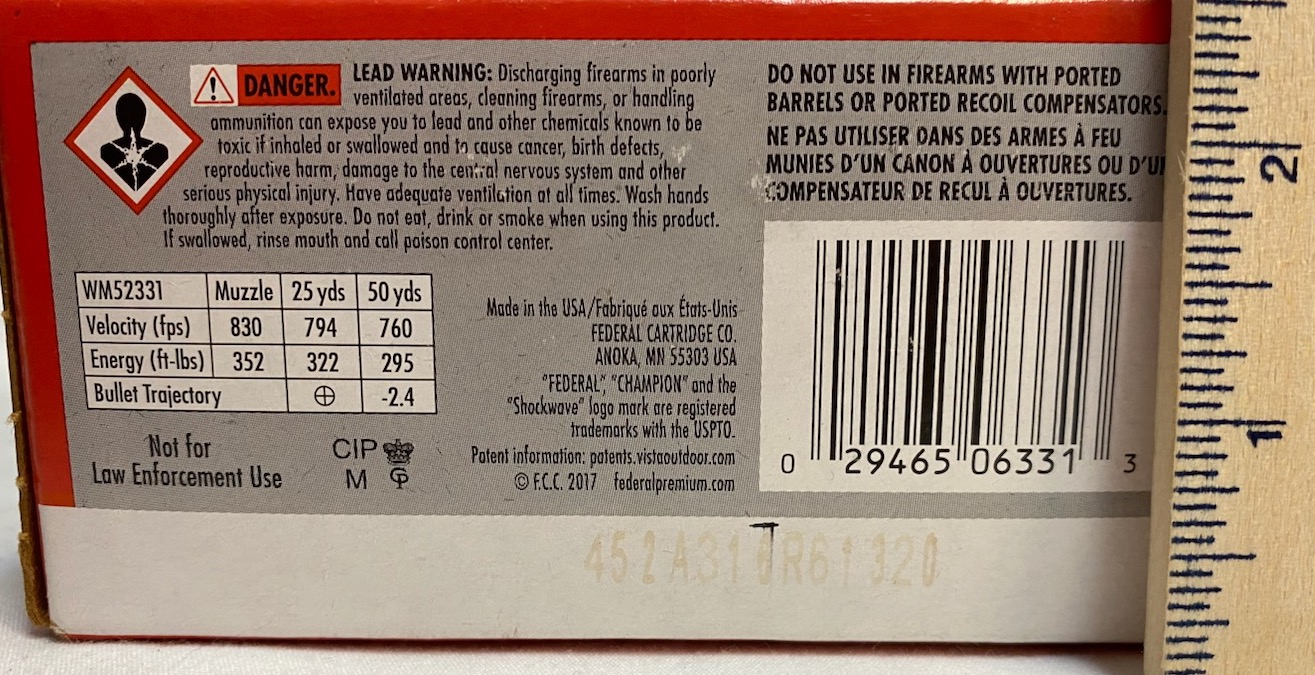 DANGER.
LEAD WARNING: Discharging firearms in poorly
ventilated areas, cleaning firearms, or handling
ammunition can expose you to lead and other chemicals known to be
toxic if inhaled or swallowed and to cause cancer, birth defects,
reproductive harm, damage to the central nervous system and other
serious physical injury. Have adequate ventilation at all times. Wash hands
thoroughly after exposure. Do not eat, drink or smoke when using this product.
If swallowed, rinse mouth and call poison control center.
WM52331 Muzzle 25 yds 50 yds
Velocity (fps) 830 794 760
Energy (ft-lbs) 352 322 295
Bullet Trajectory ⊕ -2.4
Not for
Law Enforcement Use
CIP
M
Made in the USA/Fabriqué aux États-Unis
FEDERAL CARTRIDGE CO.
ANOKA, MN 55303 USA
"FEDERAL", "CHAMPION" and the
"Shockwave" logo mark are registered
trademarks with the USPTO.
Patent information: patents.vistaoutdoor.com
© F.C.C. 2017 federalpremium.com
DO NOT USE IN FIREARMS WITH PORTED
BARRELS OR PORTED RECOIL COMPENSATORS.
NE PAS UTILISER DANS DES ARMES À FEU
MUNIES D'UN CANON À OUVERTURES OU D'U
COMPENSATEUR DE RECUL À OUVERTURES.
0 29465 06331 3
2
1